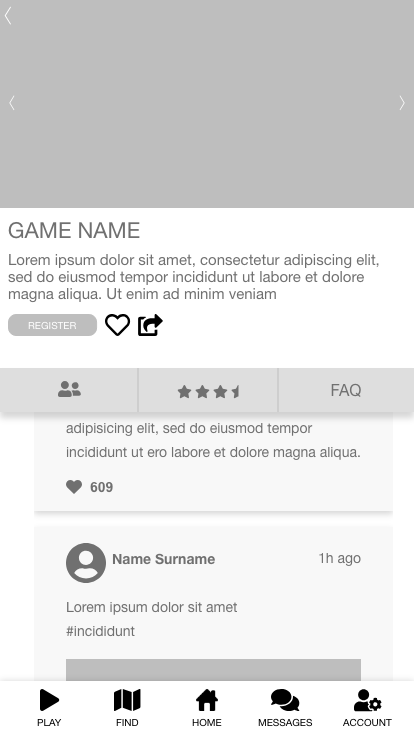 GAME NAME
Lorem ipsum dolor sit amet, consectetur adipiscing elit,
sed do eiusmod tempor incididunt ut labore et dolore
magna aliqua. Ut enim ad minim veniam
REGISTER
FAQ
adipisicing elit, sed do eiusmod tempor
incididunt ut ero labore et dolore magna aliqua.
609
Name Surname 1h ago
Lorem ipsum dolor sit amet
#incididunt
PLAY FIND HOME MESSAGES ACCOUNT